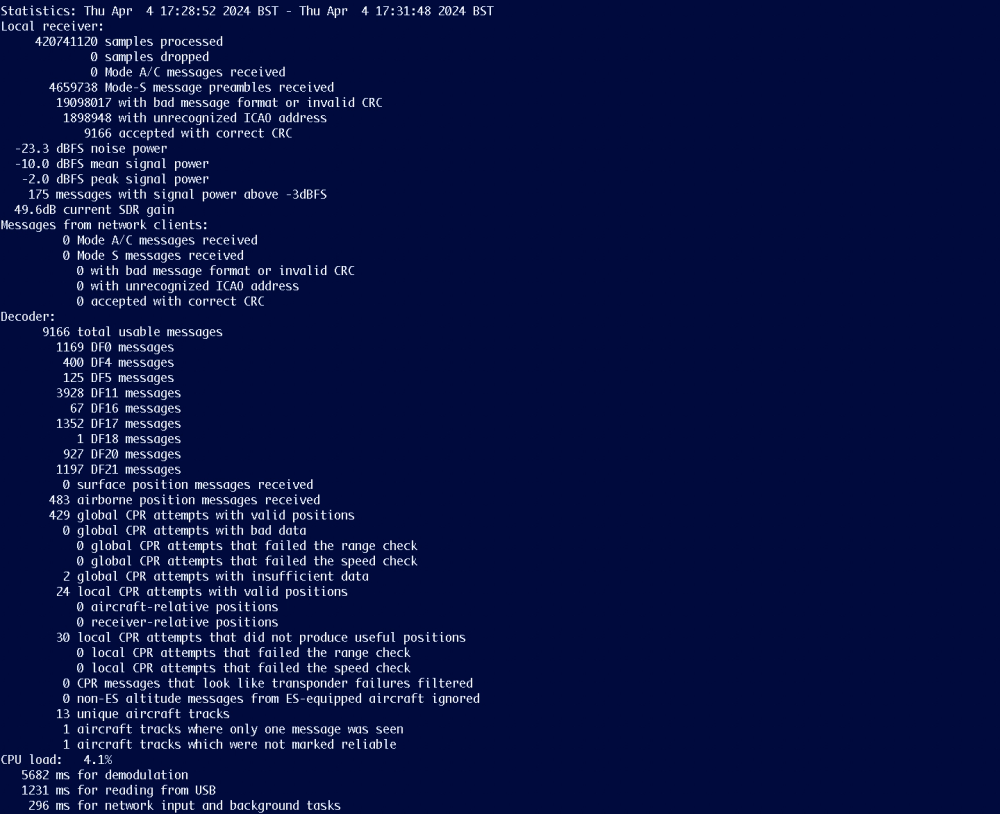 Statistics: Thu Apr  4 17:28:52 2024 BST - Thu Apr  4 17:31:48 2024 BST
Local receiver:
420741120 samples processed
0 samples dropped
0 Mode A/C messages received
4659738 Mode-S message preambles received
19098017 with bad message format or invalid CRC
1898948 with unrecognized ICAO address
9166 accepted with correct CRC
-23.3 dBFS noise power
-10.0 dBFS mean signal power
-2.0 dBFS peak signal power
175 messages with signal power above -3dBFS
49.6dB current SDR gain
Messages from network clients:
0 Mode A/C messages received
0 Mode S messages received
0 with bad message format or invalid CRC
0 with unrecognized ICAO address
0 accepted with correct CRC
Decoder:
9166 total usable messages
1169 DF0 messages
400 DF4 messages
125 DF5 messages
3928 DF11 messages
67 DF16 messages
1352 DF17 messages
1 DF18 messages
927 DF20 messages
1197 DF21 messages
0 surface position messages received
483 airborne position messages received
429 global CPR attempts with valid positions
0 global CPR attempts with bad data
0 global CPR attempts that failed the range check
0 global CPR attempts that failed the speed check
2 global CPR attempts with insufficient data
24 local CPR attempts with valid positions
0 aircraft-relative positions
0 receiver-relative positions
30 local CPR attempts that did not produce useful positions
0 local CPR attempts that failed the range check
0 local CPR attempts that failed the speed check
0 CPR messages that look like transponder failures filtered
0 non-ES altitude messages from ES-equipped aircraft ignored
13 unique aircraft tracks
1 aircraft tracks where only one message was seen
1 aircraft tracks which were not marked reliable
CPU load:   4.1%
5682 ms for demodulation
1231 ms for reading from USB
296 ms for network input and background tasks